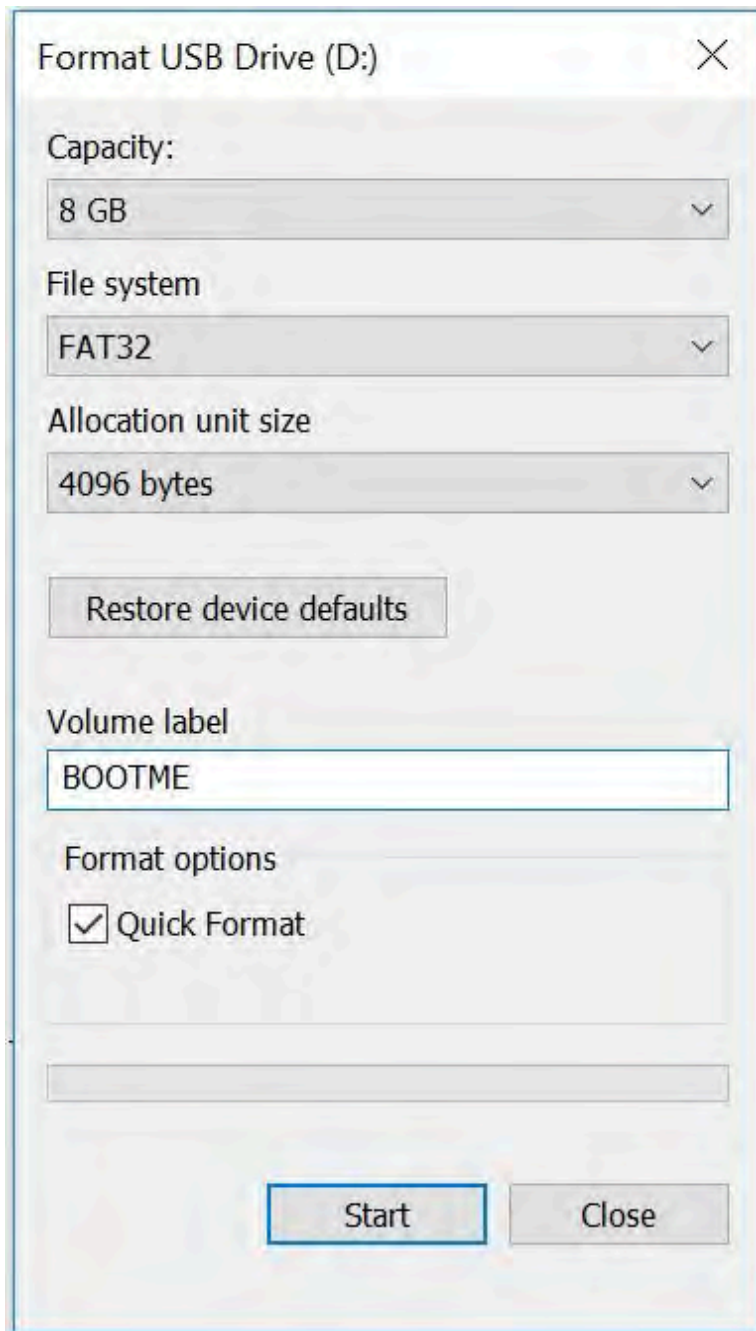 Format USB Drive (D:)
Capacity:
8 GB
File system
FAT32
Allocation unit size
4096 bytes
Restore device defaults
Volume label
BOOTME
Format options
Quick Format
Start
Close